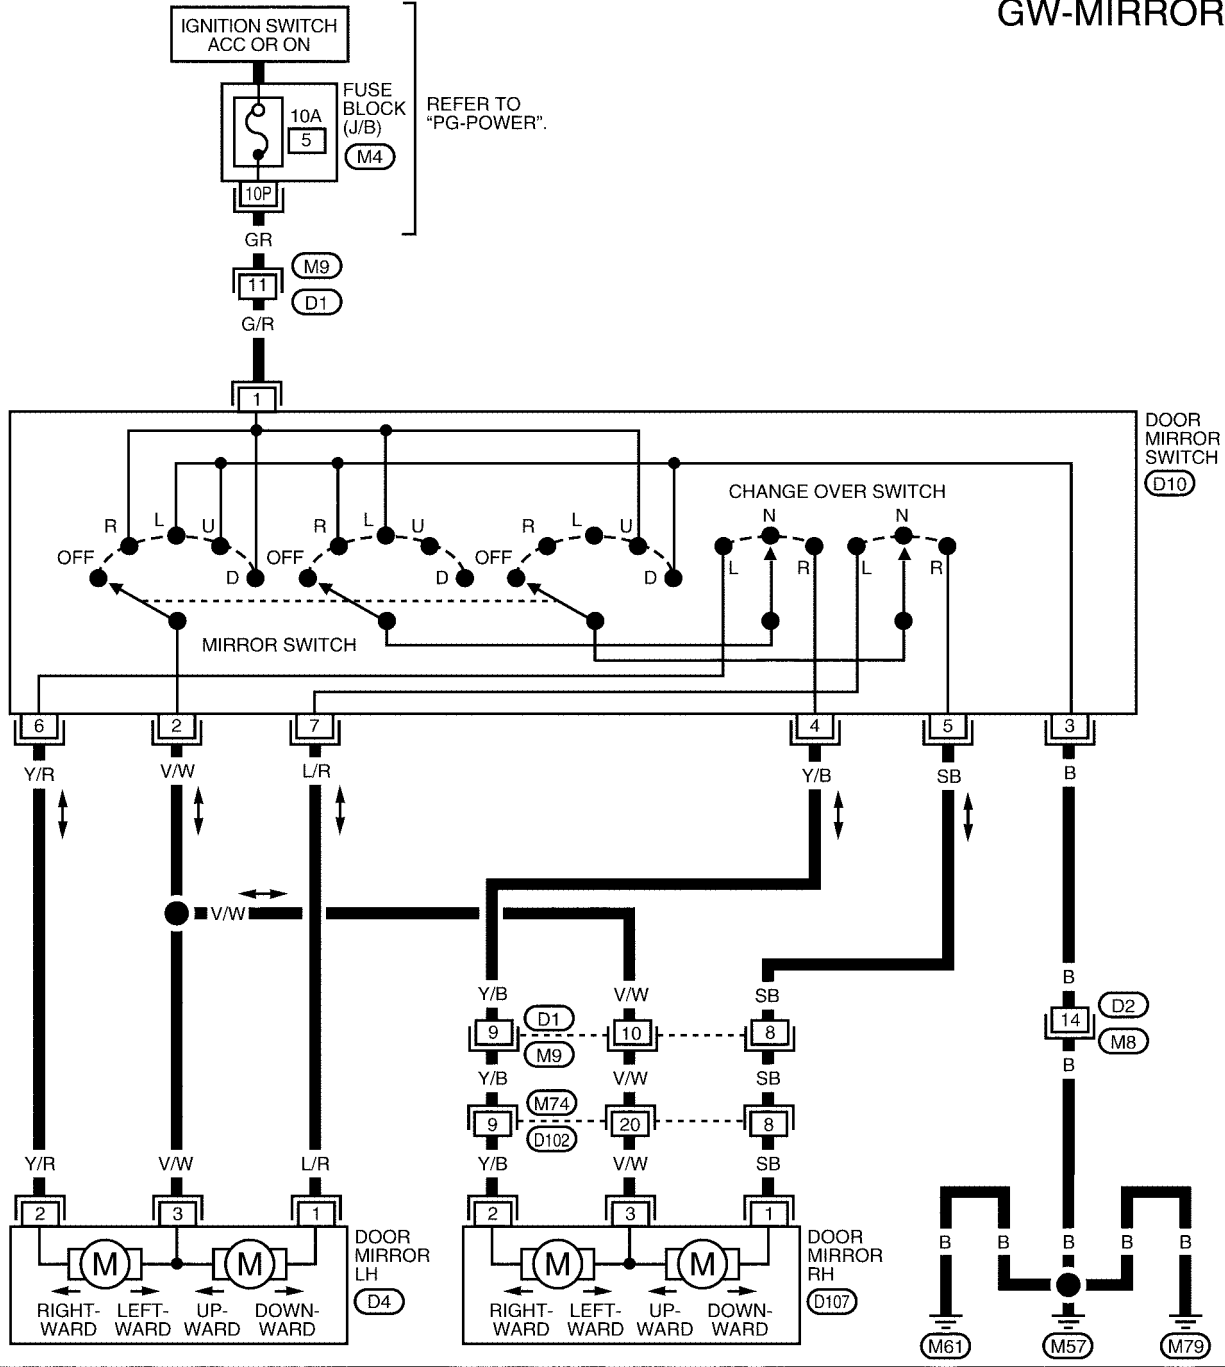 GW-MIRROR
IGNITION SWITCH
ACC OR ON
FUSE
BLOCK
(J/B)
10A
5
M4
REFER TO
“PG-POWER”.
10P
GR
M9
11
D1
G/R
1
DOOR
MIRROR
SWITCH
D10
CHANGE OVER SWITCH
OFF R L U D
OFF R L U D
OFF R L U D
L N R
L N R
MIRROR SWITCH
6 2 7 4 5 3
Y/R V/W L/R Y/B SB B
V/W
Y/B V/W SB B
9 D1 10 8 14 D2
M9 M8
Y/B V/W SB B
M74
9 20 8
D102
Y/R V/W L/R Y/B V/W SB
2 3 1 2 3 1
B B B B B
M M
DOOR
MIRROR
LH
D4
M M
DOOR
MIRROR
RH
D107
RIGHT-
WARD
LEFT-
WARD
UP-
WARD
DOWN-
WARD
RIGHT-
WARD
LEFT-
WARD
UP-
WARD
DOWN-
WARD
M61 M57 M79